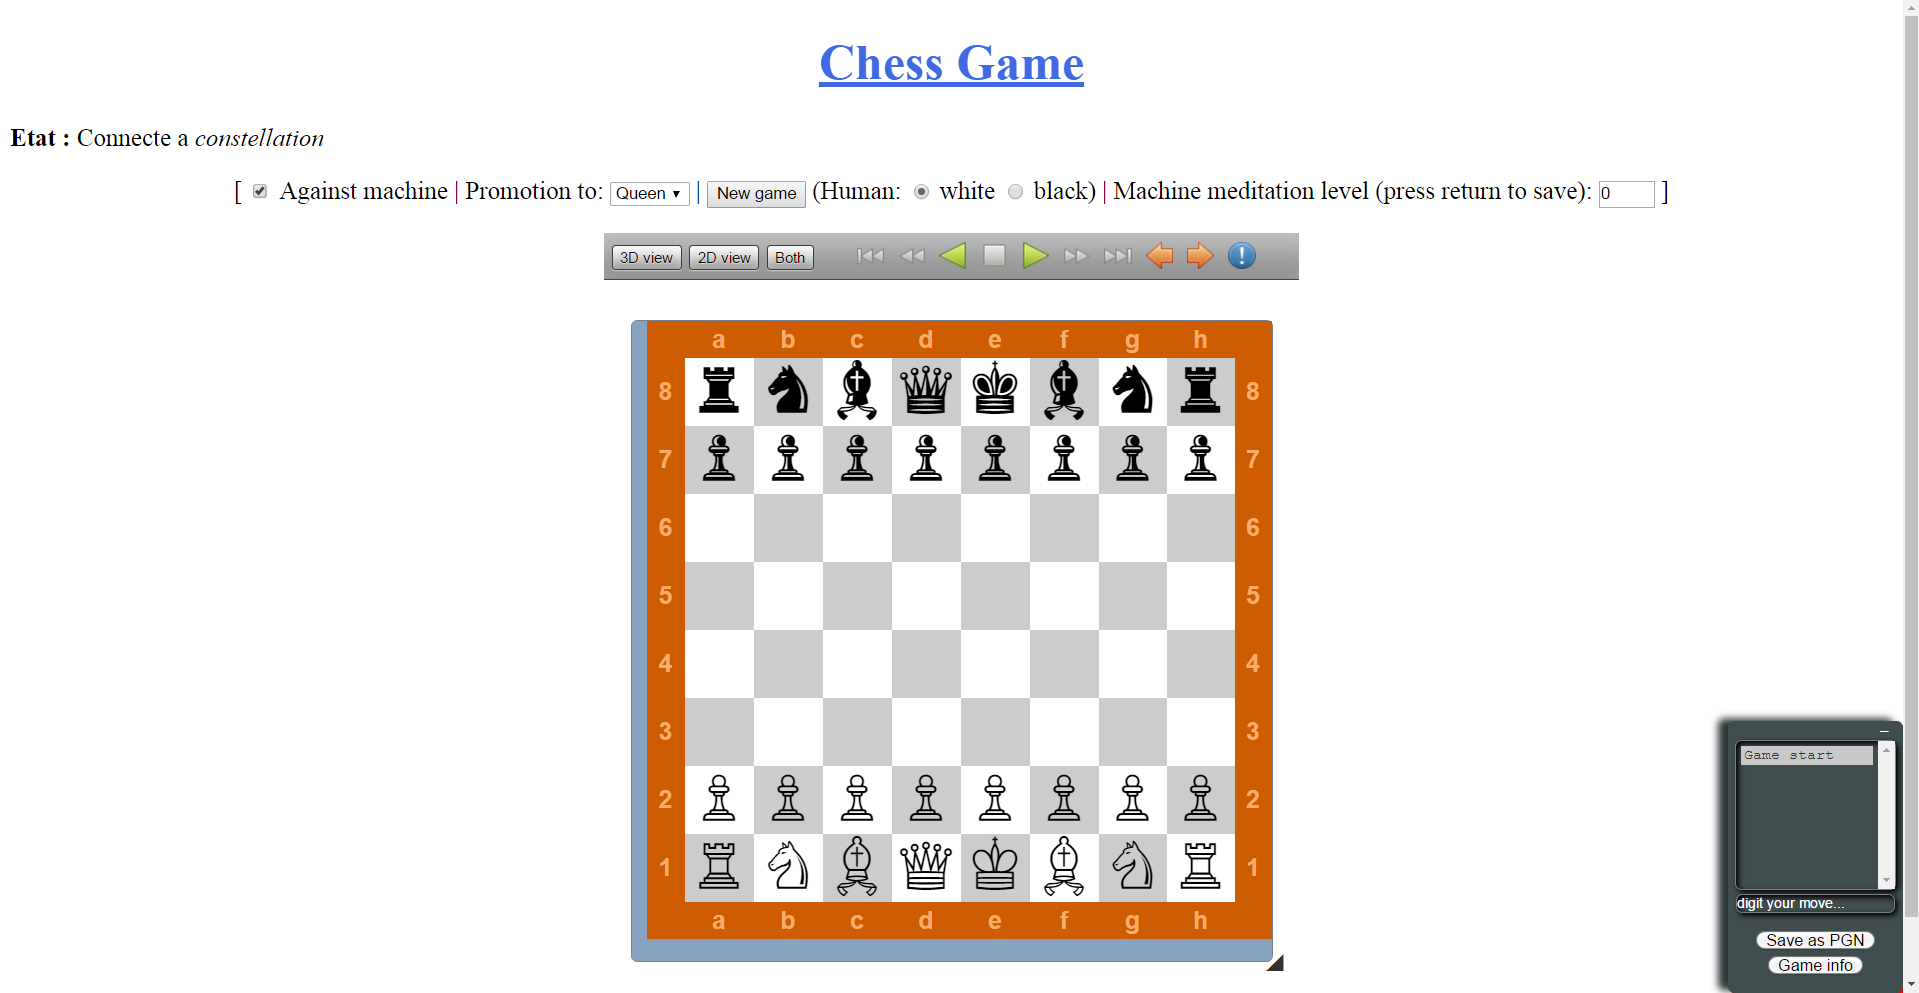 Chess Game
Etat : Connecte a constellation
[ Against machine | Promotion to: Queen | New game (Human: white black) | Machine meditation level (press return to save): 0 ]
3D view 2D view Both
a b c d e f g h
8 8
7 7
6 6
5 5
4 4
3 3
2 2
1 1
a b c d e f g h
Game start
digit your move...
Save as PGN
Game info